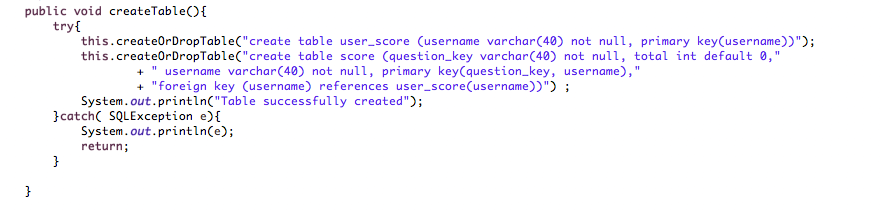 public void createTable(){
    try{
        this.createOrDropTable("create table user_score (username varchar(40) not null, primary key(username))");
        this.createOrDropTable("create table score (question_key varchar(40) not null, total int default 0,"
                + " username varchar(40) not null, primary key(question_key, username),"
                + "foreign key (username) references user_score(username))") ;
        System.out.println("Table successfully created");
    }catch( SQLException e){
        System.out.println(e);
        return;
    }
}